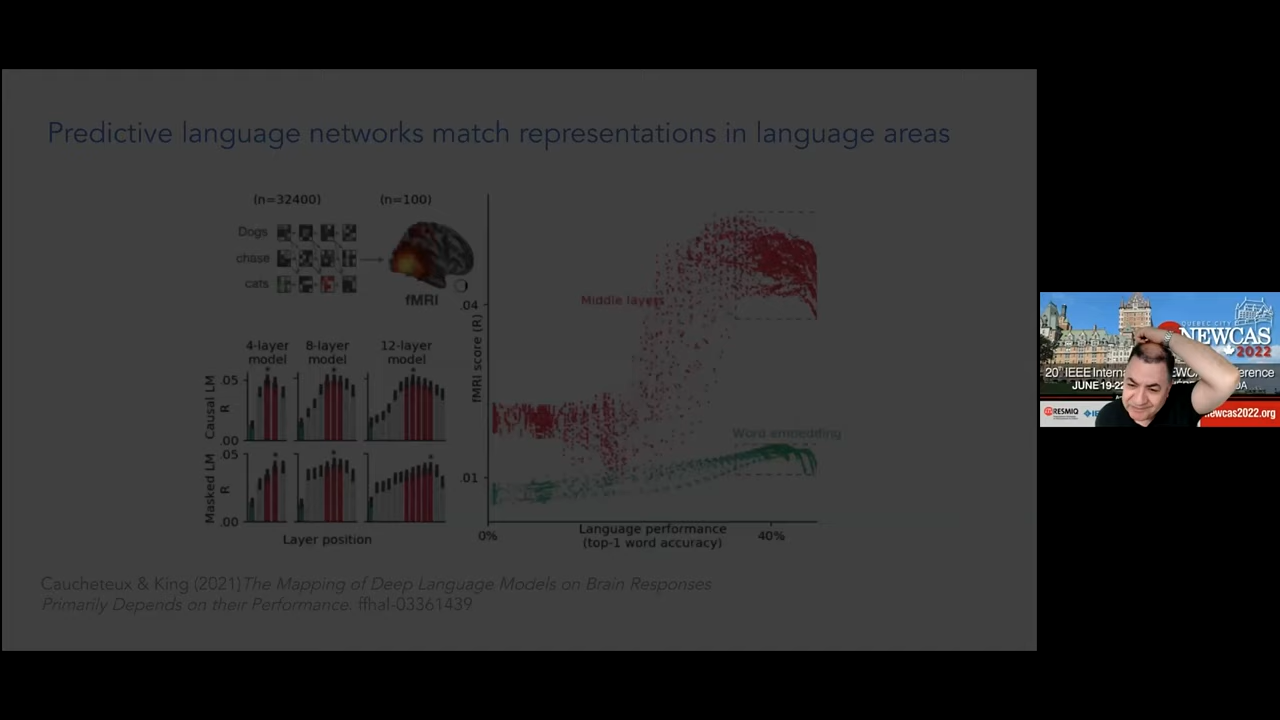 Predictive language networks match representations in language areas
(n=32400)
(n=100)
Dogs
chase
cats
fMRI
4-layer
model
8-layer
model
12-layer
model
Causal LM
R
.05
.00
Masked LM
R
.05
.00
Layer position
fMRI score (R)
.04
.01
Middle layers
Word embedding
0%
40%
Language performance
(top-1 word accuracy)
Caucheteux & King (2021) The Mapping of Deep Language Models on Brain Responses
Primarily Depends on their Performance. ffhal-03361439
QUÉBEC CITY
NEWCAS
2022
20th IEEE
JUNE 19-22
RESMIQ
newcas2022.org